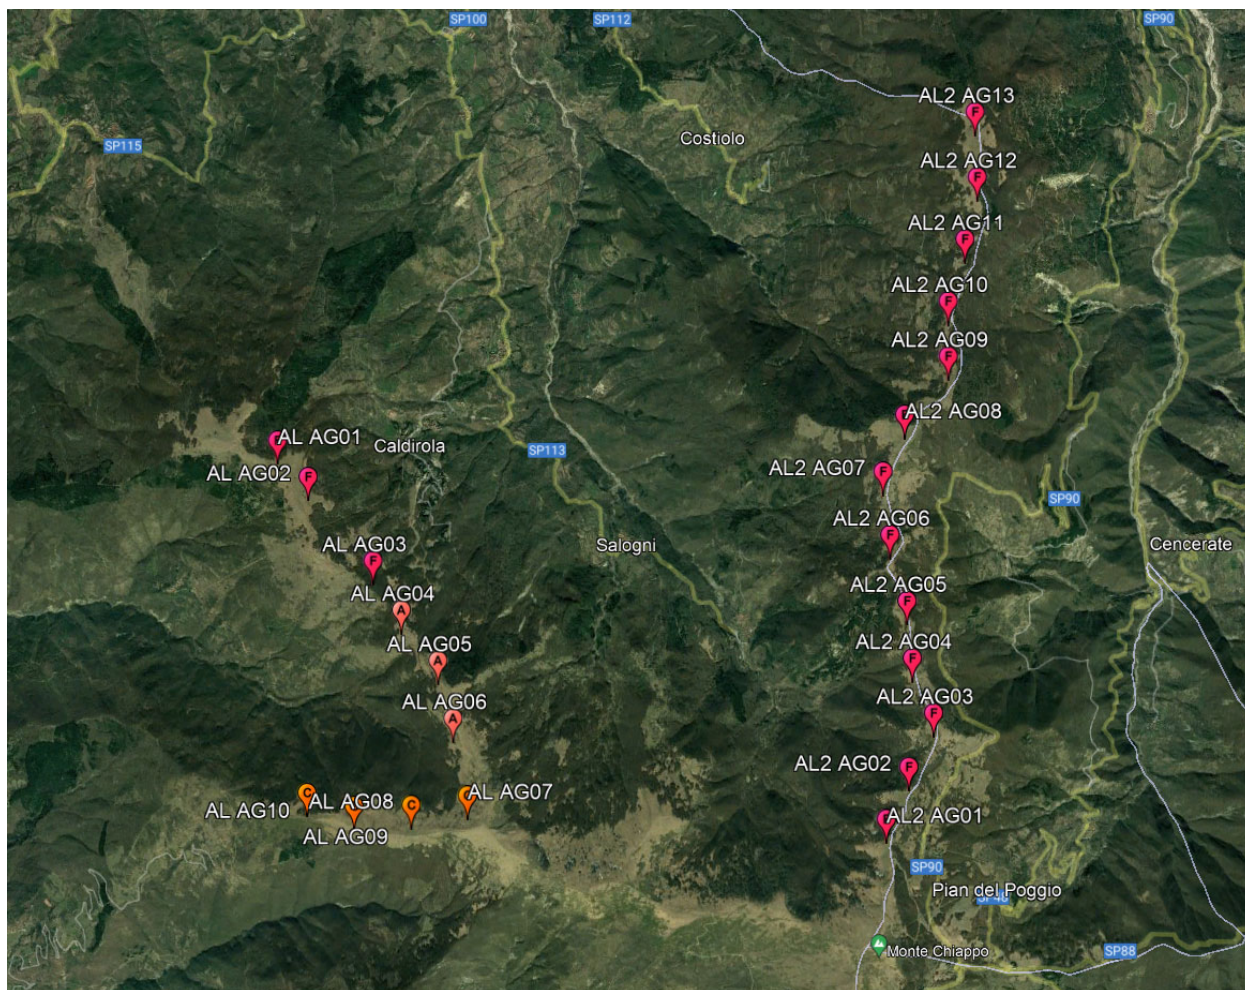 SP100
SP112
SP90
AL2 AG13
Costiolo
SP115
AL2 AG12
F
AL2 AG11
F
AL2 AG10
F
AL2 AG09
F
AL2 AG08
F
AL AG01
Caldirola
SP113
AL AG02
F
AL2 AG07
F
SP90
AL2 AG06
F
AL AG03
F
Salogni
Cencerate
AL AG04
A
AL2 AG05
F
AL AG05
A
AL2 AG04
F
AL AG06
A
AL2 AG03
F
AL2 AG02
F
AL AG10
C
AL AG08
C
AL AG07
AL AG09
AL2 AG01
SP90
Pian del Poggio
Monte Chiappo
SP88